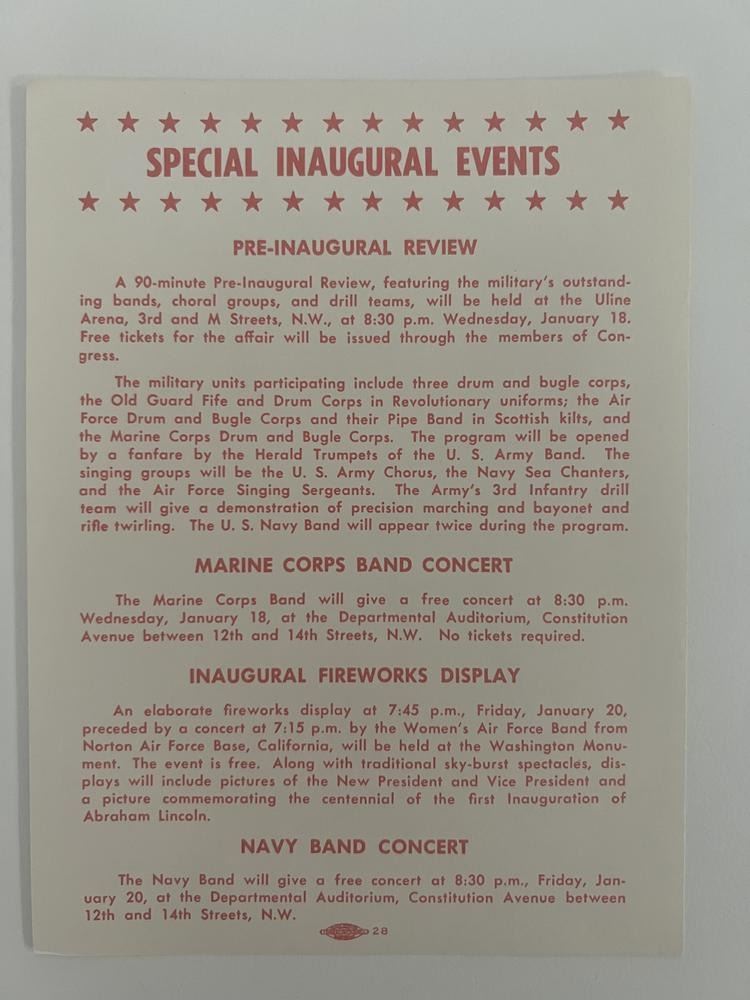 SPECIAL INAUGURAL EVENTS
PRE-INAUGURAL REVIEW
A 90-minute Pre-Inaugural Review, featuring the military's outstand-
ing bands, choral groups, and drill teams, will be held at the Uline
Arena, 3rd and M Streets, N.W., at 8:30 p.m. Wednesday, January 18.
Free tickets for the affair will be issued through the members of Con-
gress.
The military units participating include three drum and bugle corps,
the Old Guard Fife and Drum Corps in Revolutionary uniforms; the Air
Force Drum and Bugle Corps and their Pipe Band in Scottish kilts, and
the Marine Corps Drum and Bugle Corps. The program will be opened
by a fanfare by the Herald Trumpets of the U. S. Army Band. The
singing groups will be the U. S. Army Chorus, the Navy Sea Chanters,
and the Air Force Singing Sergeants. The Army's 3rd Infantry drill
team will give a demonstration of precision marching and bayonet and
rifle twirling. The U. S. Navy Band will appear twice during the program.
MARINE CORPS BAND CONCERT
The Marine Corps Band will give a free concert at 8:30 p.m.
Wednesday, January 18, at the Departmental Auditorium, Constitution
Avenue between 12th and 14th Streets, N.W. No tickets required.
INAUGURAL FIREWORKS DISPLAY
An elaborate fireworks display at 7:45 p.m., Friday, January 20,
preceded by a concert at 7:15 p.m. by the Women's Air Force Band from
Norton Air Force Base, California, will be held at the Washington Monu-
ment. The event is free. Along with traditional sky-burst spectacles, dis-
plays will include pictures of the New President and Vice President and
a picture commemorating the centennial of the first Inauguration of
Abraham Lincoln.
NAVY BAND CONCERT
The Navy Band will give a free concert at 8:30 p.m., Friday, Jan-
uary 20, at the Departmental Auditorium, Constitution Avenue between
12th and 14th Streets, N.W.
28